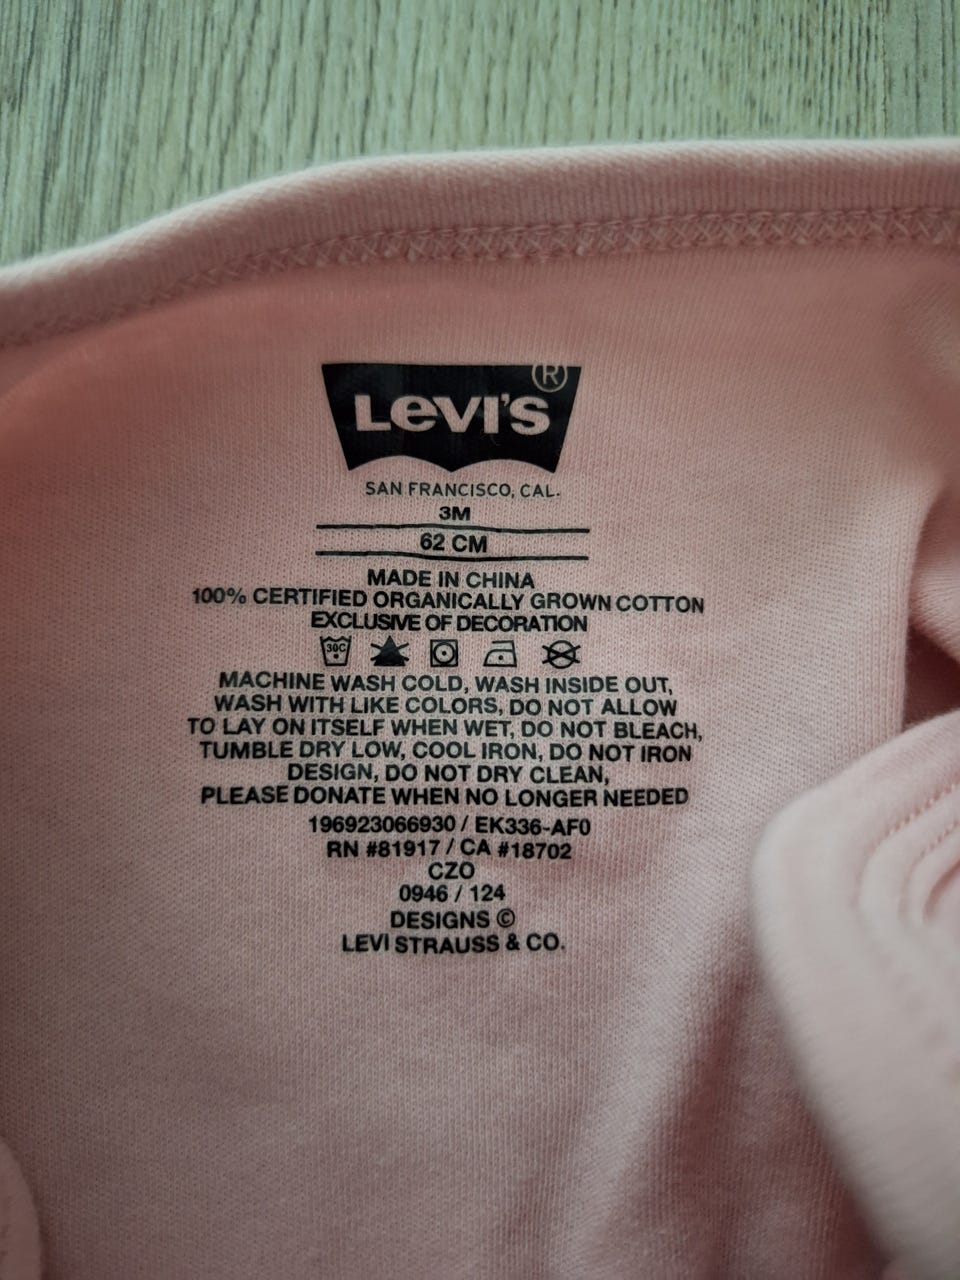 LEVI'S®
SAN FRANCISCO, CAL.
3M
62 CM
MADE IN CHINA
100% CERTIFIED ORGANICALLY GROWN COTTON
EXCLUSIVE OF DECORATION
30C
MACHINE WASH COLD, WASH INSIDE OUT,
WASH WITH LIKE COLORS, DO NOT ALLOW
TO LAY ON ITSELF WHEN WET, DO NOT BLEACH,
TUMBLE DRY LOW, COOL IRON, DO NOT IRON
DESIGN, DO NOT DRY CLEAN,
PLEASE DONATE WHEN NO LONGER NEEDED
196923066930 / EK336-AF0
RN #81917 / CA #18702
CZO
0946 / 124
DESIGNS ©
LEVI STRAUSS & CO.